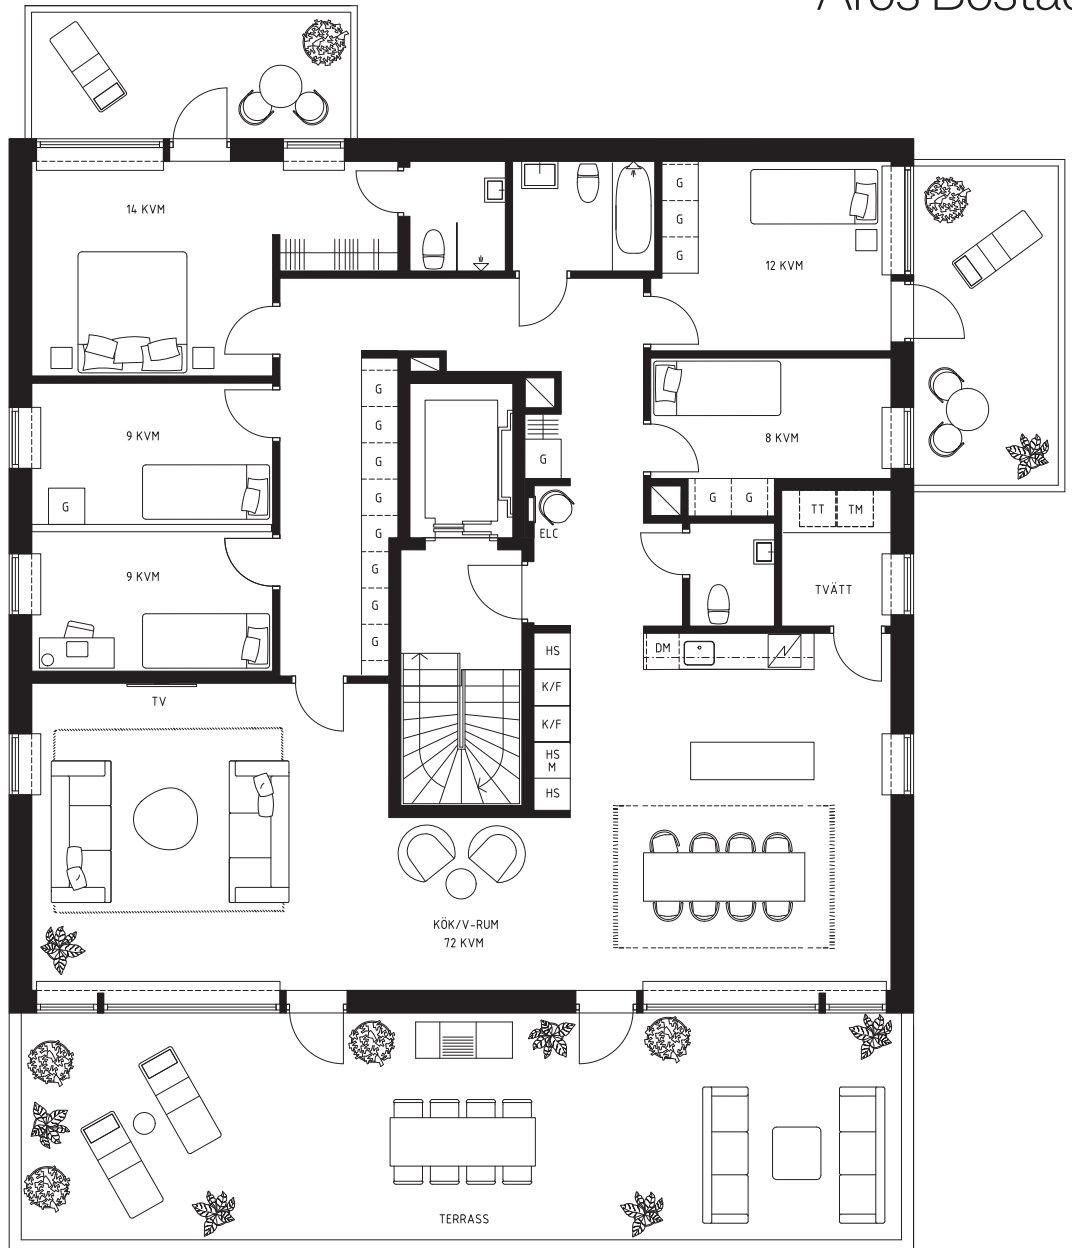 Aros Bostad
14 KVM
G
G
G
12 KVM
9 KVM
G
9 KVM
G
G
G
G
G
G
G
G
G
ELC
8 KVM
G G
TT TM
TVÄTT
TV
HS
K/F
K/F
HS
M
HS
DM
KÖK/V-RUM
72 KVM
TERRASS